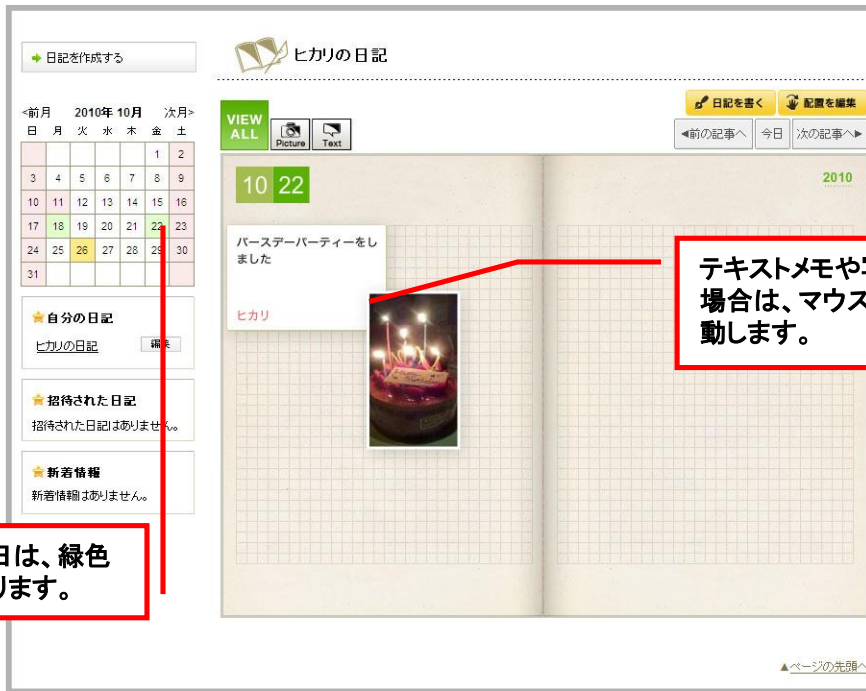 日記を作成する
ヒカリの日記
<前月 2010年 10月 次月>
日 月 火 水 木 金 土
1 2
3 4 5 6 7 8 9
10 11 12 13 14 15 16
17 18 19 20 21 22 23
24 25 26 27 28 29 30
31
自分の日記
ヒカリの日記 編集
招待された日記
招待された日記はありません。
新着情報
新着情報はありません。
日は、緑色
ります。
VIEW
ALL
Picture Text
日記を書く 配置を編集
◀前の記事へ 今日 次の記事へ▶
10 22
2010
バースデーパーティーをし
ました
ヒカリ
テキストメモや
場合は、マウス
動します。
▲ページの先頭へ